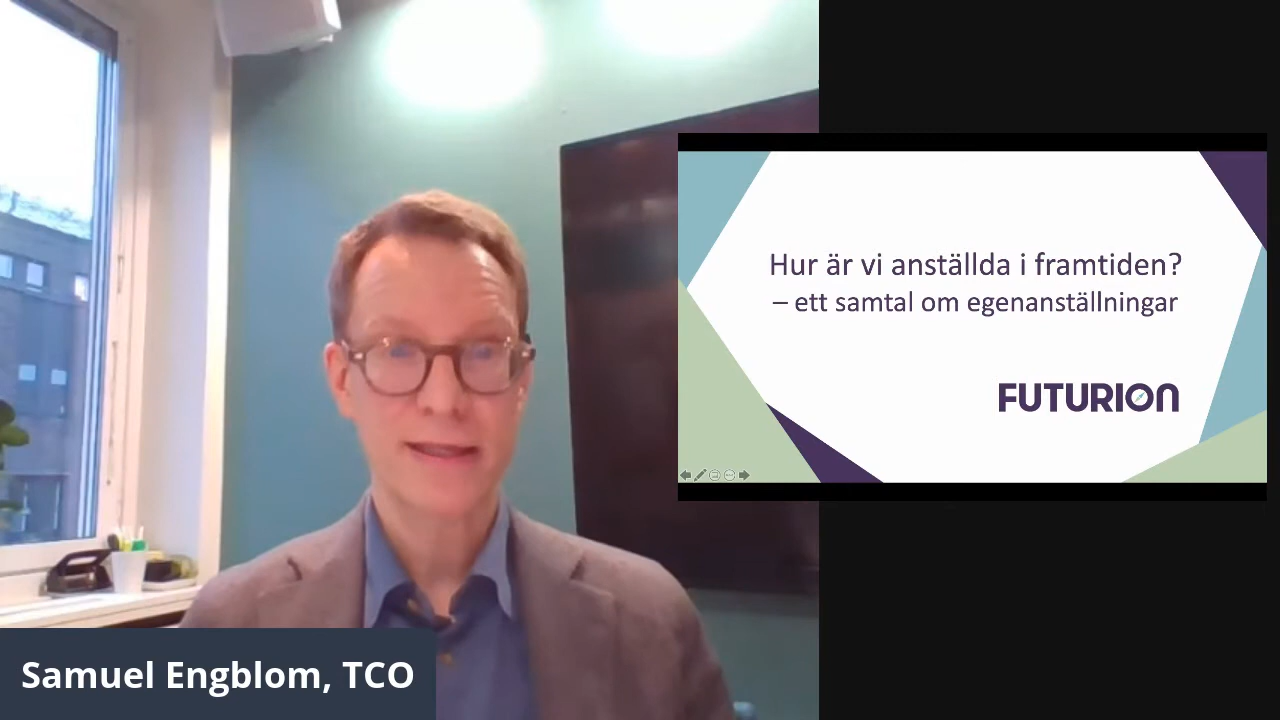 Hur är vi anställda i framtiden?
– ett samtal om egenanställningar
FUTURION
Samuel Engblom, TCO